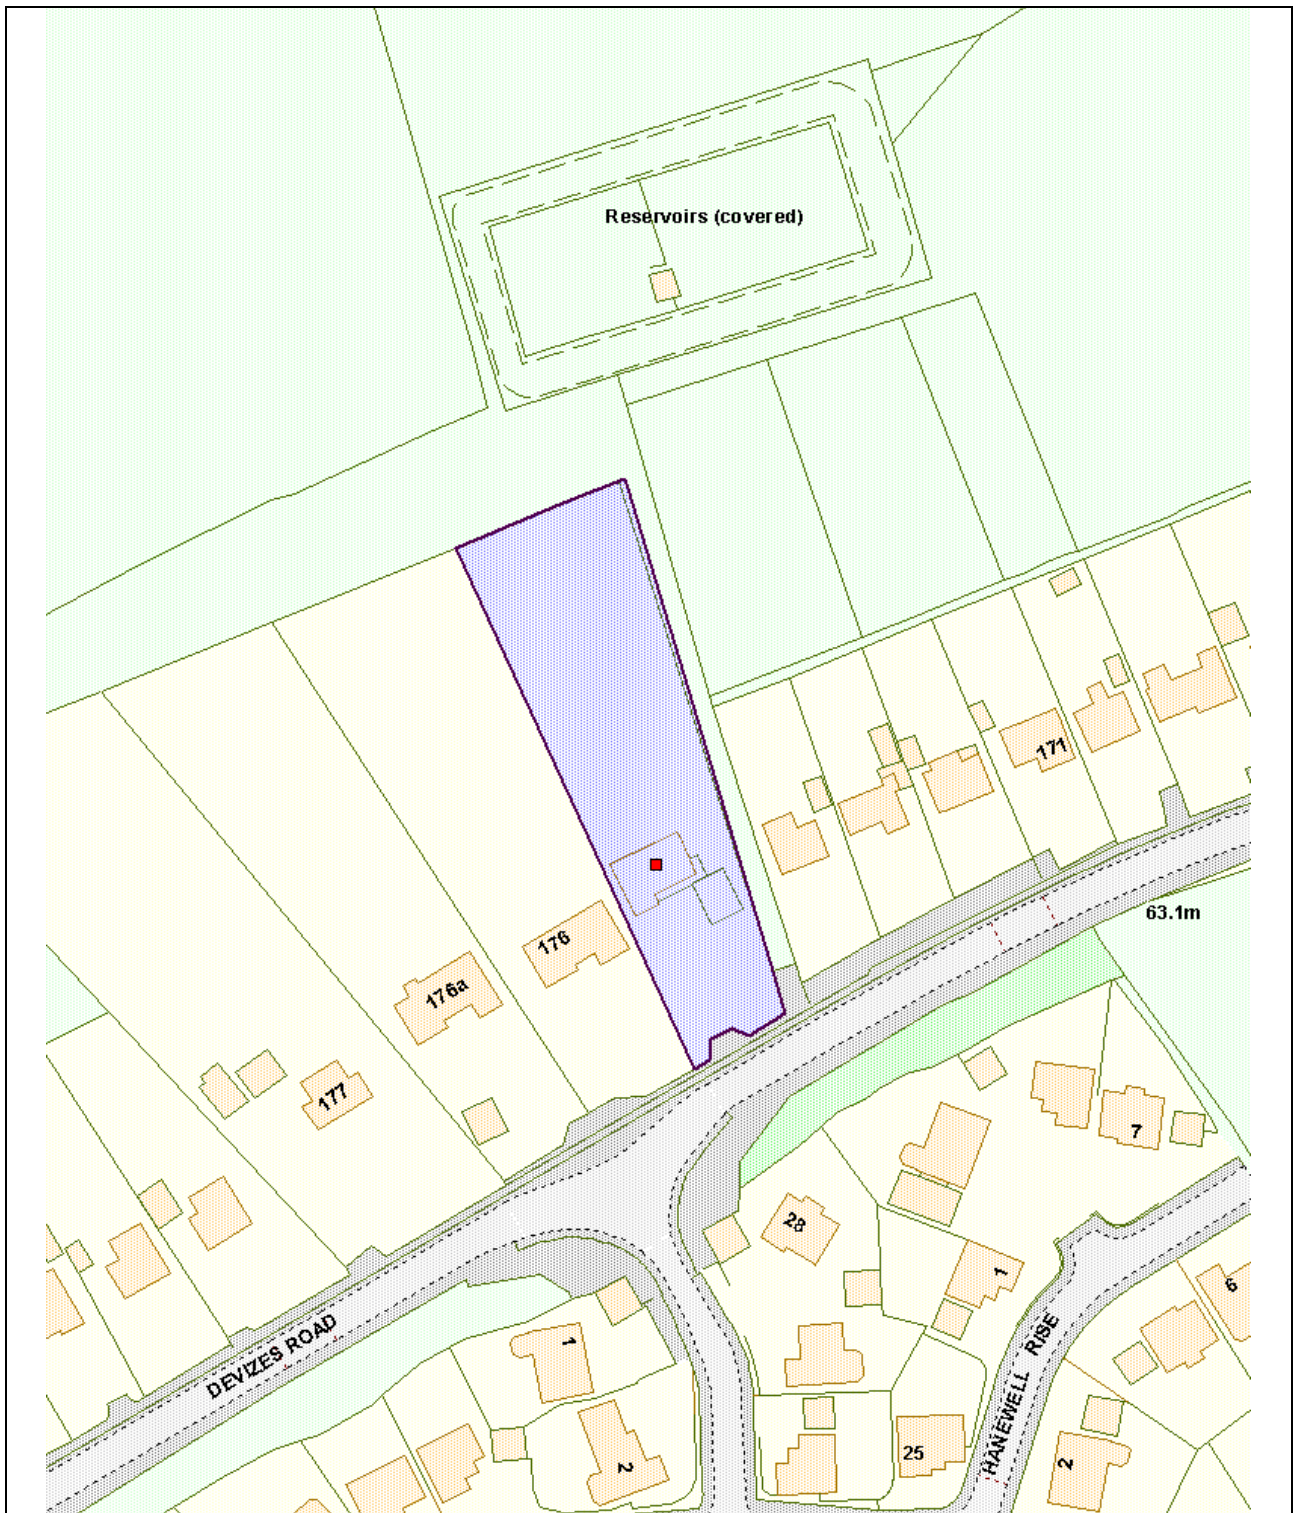 Reservoirs (covered)
171
63.1m
176
176a
177
7
28
1
6
DEVIZES ROAD
1
HANEWELL RISE
25
2
2